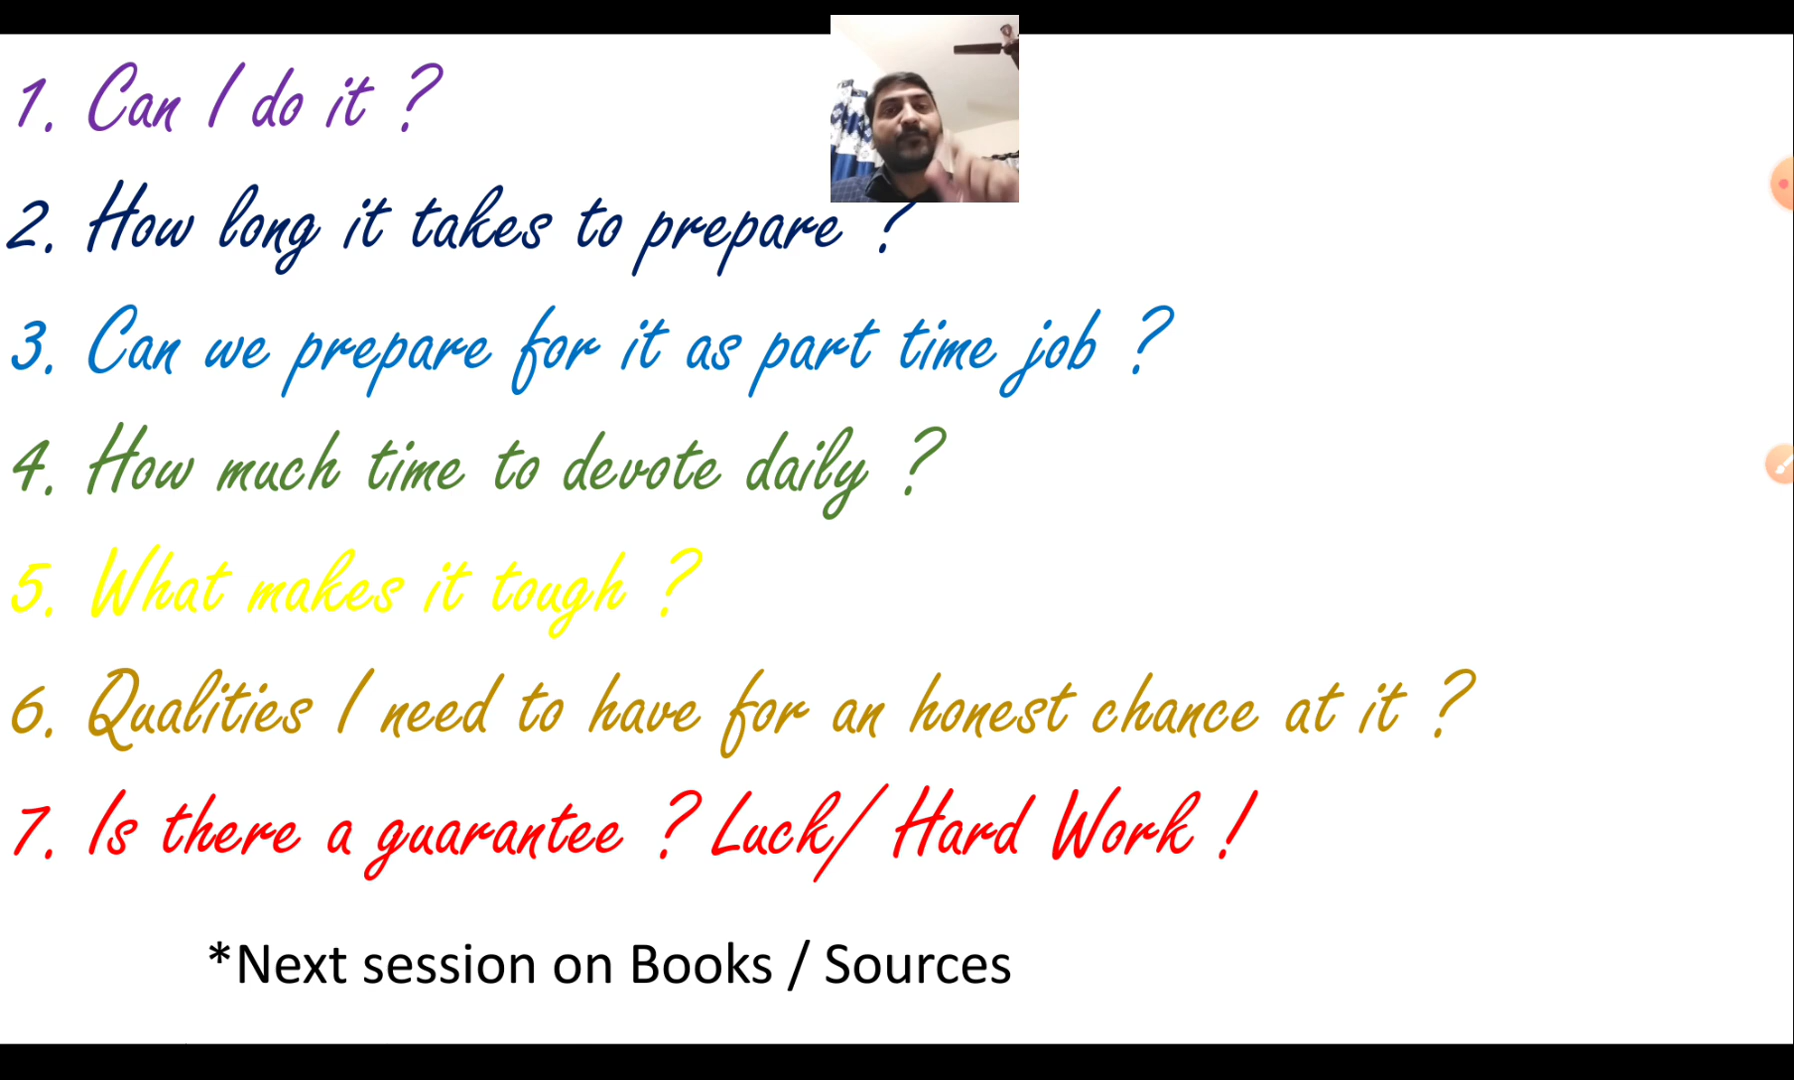 1. Can I do it ?
2. How long it takes to prepare ?
3. Can we prepare for it as part time job ?
4. How much time to devote daily ?
5. What makes it tough ?
6. Qualities I need to have for an honest chance at it ?
7. Is there a guarantee ? Luck/ Hard Work !
*Next session on Books / Sources